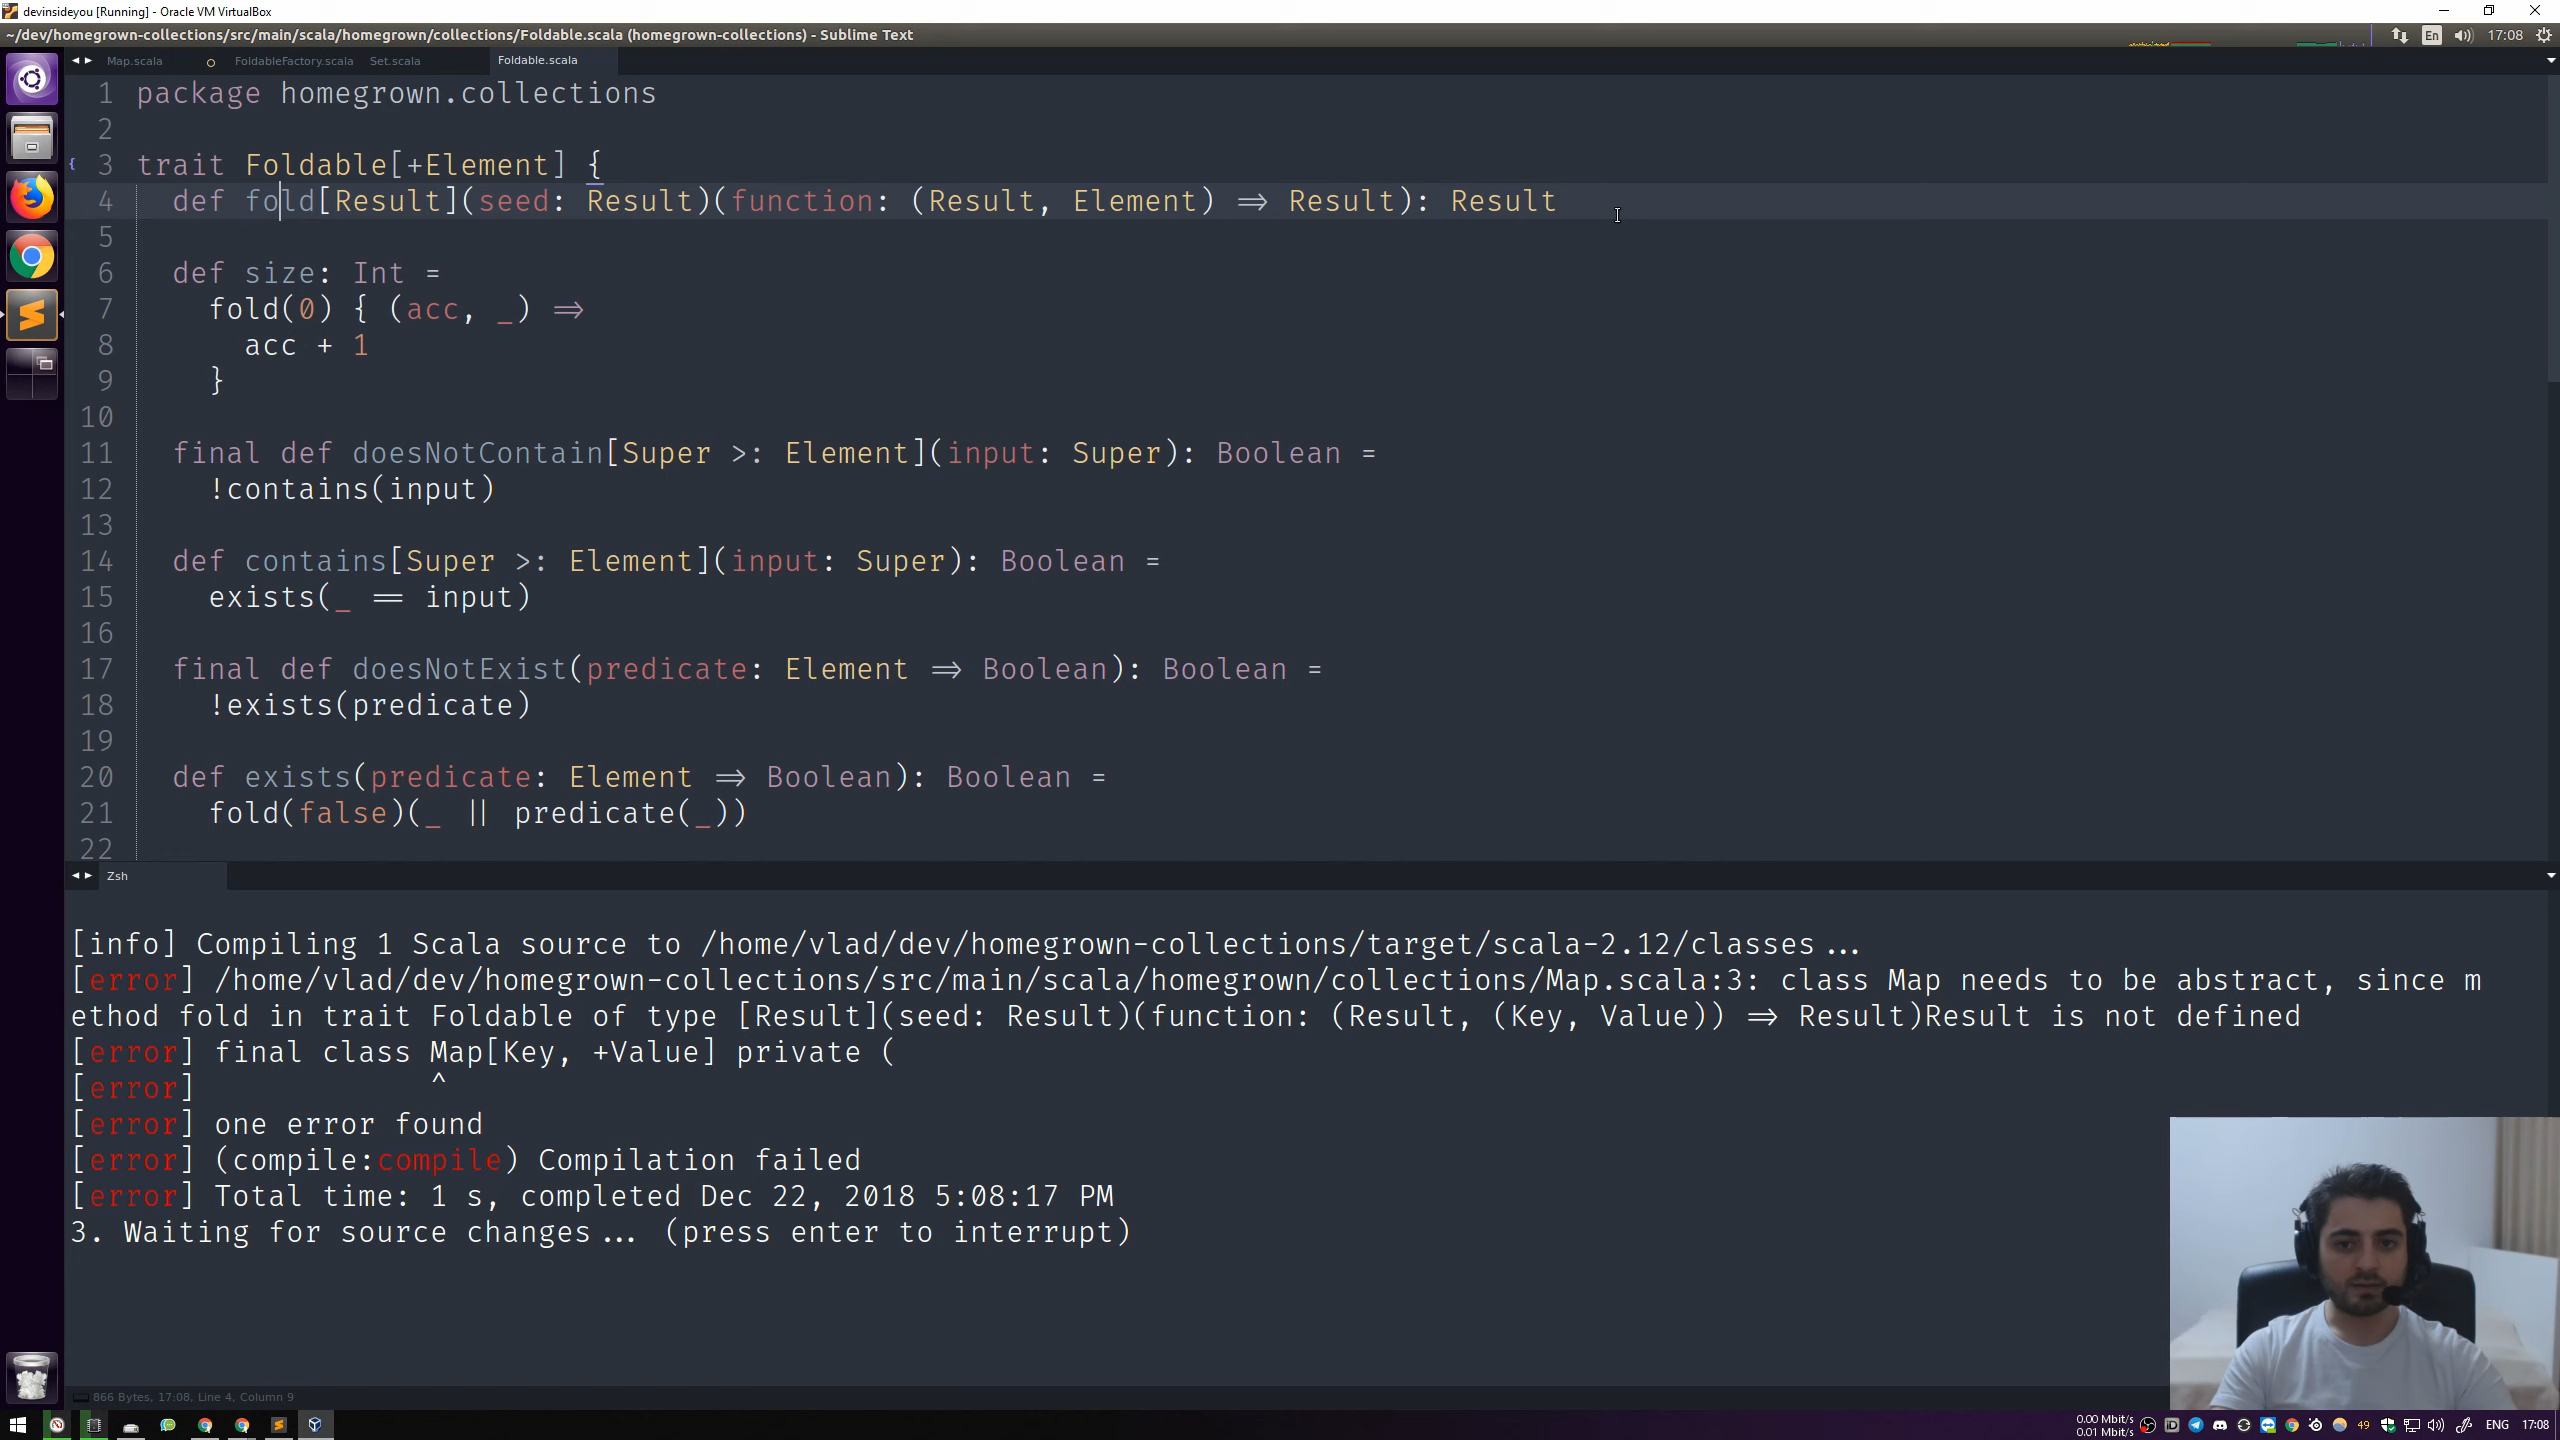 devinsideyou [Running] - Oracle VM VirtualBox
~/dev/homegrown-collections/src/main/scala/homegrown/collections/Foldable.scala (homegrown-collections) - Sublime Text
En
17:08
Map.scala
FoldableFactory.scala
Set.scala
Foldable.scala
1 package homegrown.collections
2
3 trait Foldable[+Element] {
4 def fold[Result](seed: Result)(function: (Result, Element) => Result): Result
5
6 def size: Int =
7 fold(0) { (acc, _) =>
8 acc + 1
9 }
10
11 final def doesNotContain[Super >: Element](input: Super): Boolean =
12 !contains(input)
13
14 def contains[Super >: Element](input: Super): Boolean =
15 exists(_ == input)
16
17 final def doesNotExist(predicate: Element => Boolean): Boolean =
18 !exists(predicate)
19
20 def exists(predicate: Element => Boolean): Boolean =
21 fold(false)(_ || predicate(_))
22
Zsh
[info] Compiling 1 Scala source to /home/vlad/dev/homegrown-collections/target/scala-2.12/classes...
[error] /home/vlad/dev/homegrown-collections/src/main/scala/homegrown/collections/Map.scala:3: class Map needs to be abstract, since m
ethod fold in trait Foldable of type [Result](seed: Result)(function: (Result, (Key, Value)) => Result)Result is not defined
[error] final class Map[Key, +Value] private (
[error] ^
[error] one error found
[error] (compile:compile) Compilation failed
[error] Total time: 1 s, completed Dec 22, 2018 5:08:17 PM
3. Waiting for source changes... (press enter to interrupt)
866 Bytes, 17:08, Line 4, Column 9
0.00 Mbit/s
0.01 Mbit/s
49
ENG
17:08